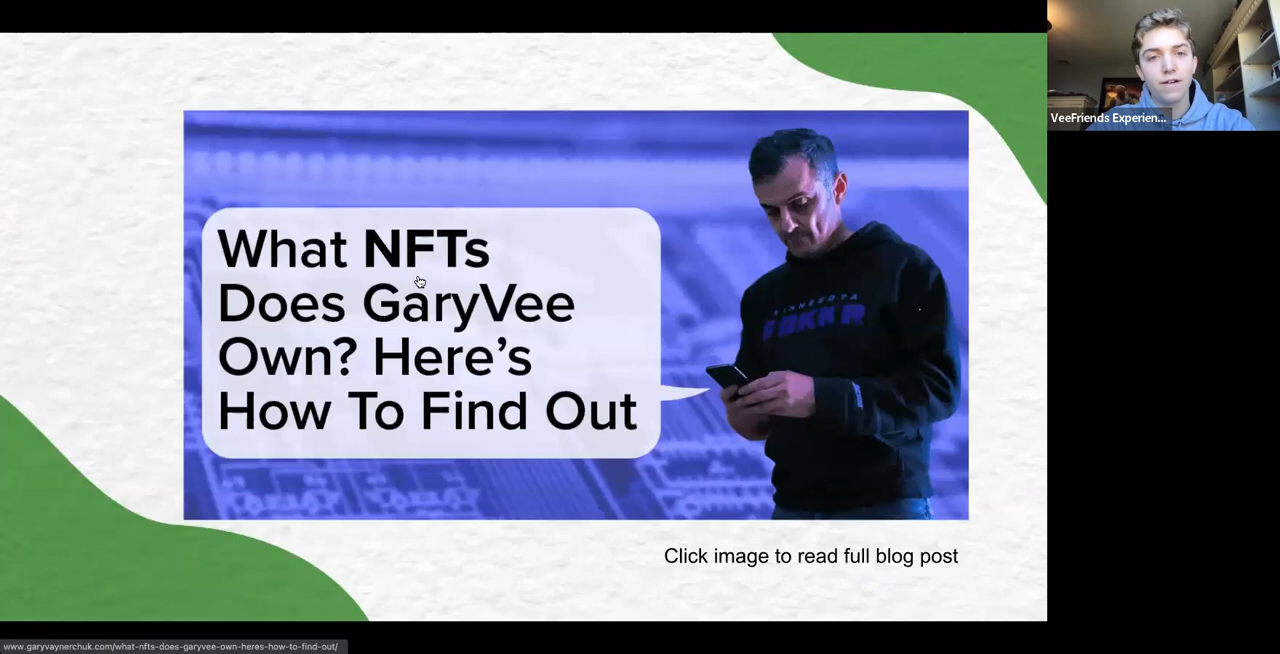 What NFTs
Does GaryVee
Own? Here's
How To Find Out
MINNESOTA
Click image to read full blog post
VeeFriends Experien...
www.garyvaynerchuk.com/what-nfts-does-garyvee-own-heres-how-to-find-out/